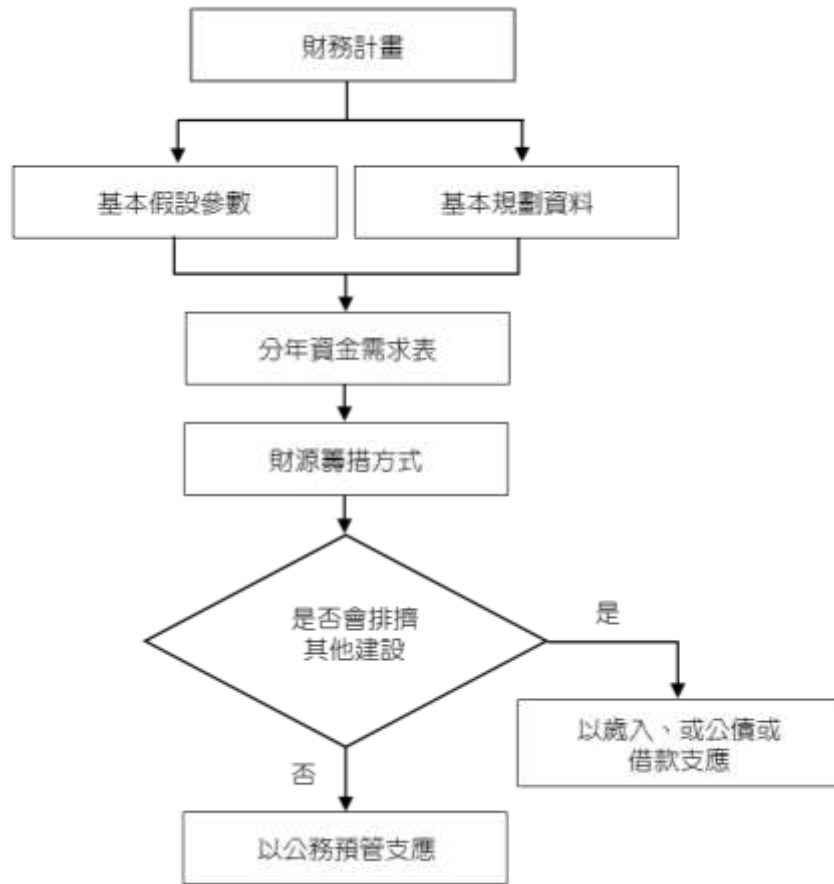 財務計畫
基本假設參數
基本規劃資料
分年資金需求表
財源籌措方式
是否會排擠
其他建設
是
以歲入、或公債或
借款支應
否
以公務預管支應